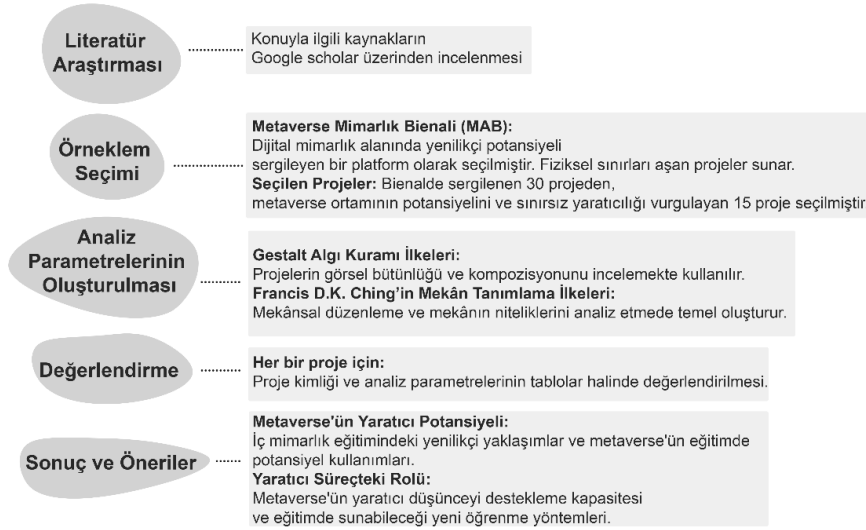 Literatür
Araştırması
Konuyla ilgili kaynakların
Google scholar üzerinden incelenmesi
Örneklem
Seçimi
Metaverse Mimarlık Bienali (MAB):
Dijital mimarlık alanında yenilikçi potansiyeli
sergileyen bir platform olarak seçilmiştir. Fiziksel sınırları aşan projeler sunar.
Seçilen Projeler: Bienalde sergilenen 30 projeden,
metaverse ortamının potansiyelini ve sınırsız yaratıcılığı vurgulayan 15 proje seçilmiştir
Analiz
Parametrelerinin
Oluşturulması
Gestalt Algı Kuramı İlkeleri:
Projelerin görsel bütünlüğü ve kompozisyonunu incelemekte kullanılır.
Francis D.K. Ching'in Mekân Tanımlama İlkeleri:
Mekânsal düzenleme ve mekânın niteliklerini analiz etmede temel oluşturur.
Değerlendirme
Her bir proje için:
Proje kimliği ve analiz parametrelerinin tablolar halinde değerlendirilmesi.
Sonuç ve Öneriler
Metaverse'ün Yaratıcı Potansiyeli:
İç mimarlık eğitimindeki yenilikçi yaklaşımlar ve metaverse'ün eğitimde
potansiyel kullanımları.
Yaratıcı Süreçteki Rolü:
Metaverse'ün yaratıcı düşünceyi destekleme kapasitesi
ve eğitimde sunabileceği yeni öğrenme yöntemleri.